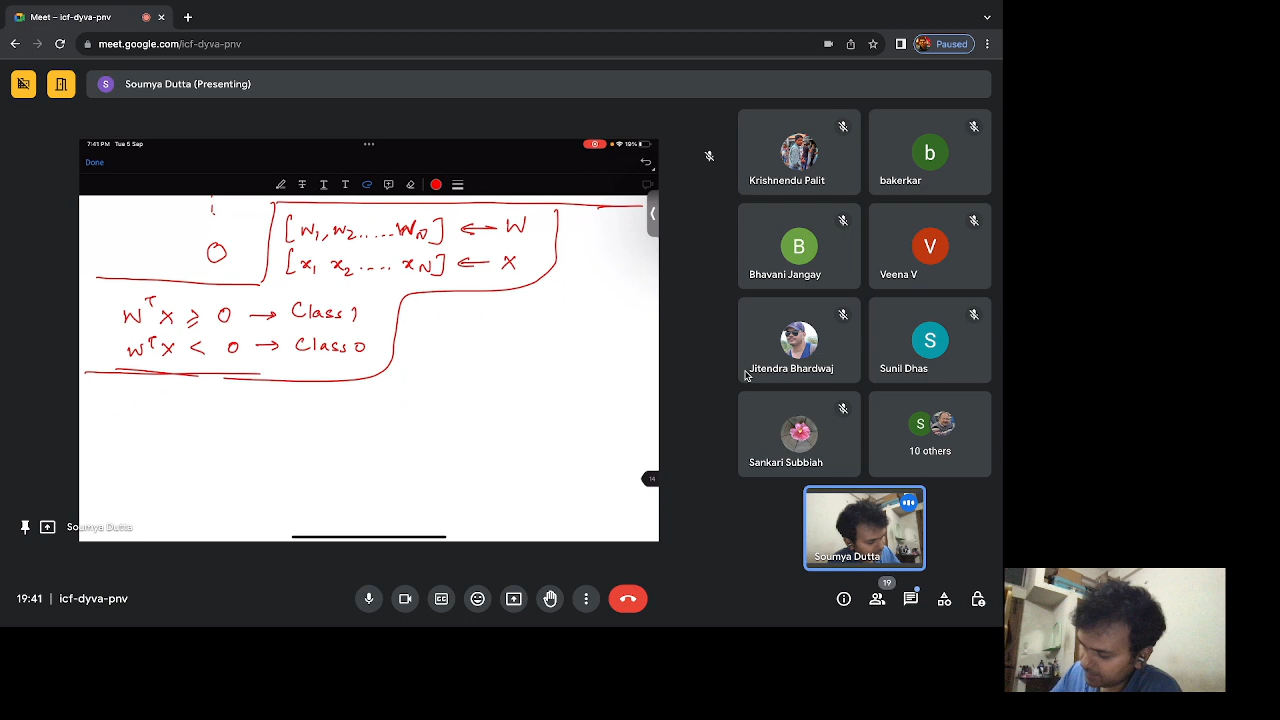 Meet – icf-dyva-pnv
meet.google.com/icf-dyva-pnv
Paused
S
Soumya Dutta (Presenting)
7:41 PM Tue 5 Sep
19%
Done
T
[w1, w2.....WN] ← W
0
[x1, x2..... xN] ← X
W^T X ≥ 0 → Class 1
W^T X < 0 → Class 0
14
Soumya Dutta
Krishnendu Palit
b
bakerkar
B
Bhavani Jangay
V
Veena V
Jitendra Bhardwaj
S
Sunil Dhas
Sankari Subbiah
S
10 others
Soumya Dutta
19:41 | icf-dyva-pnv
19